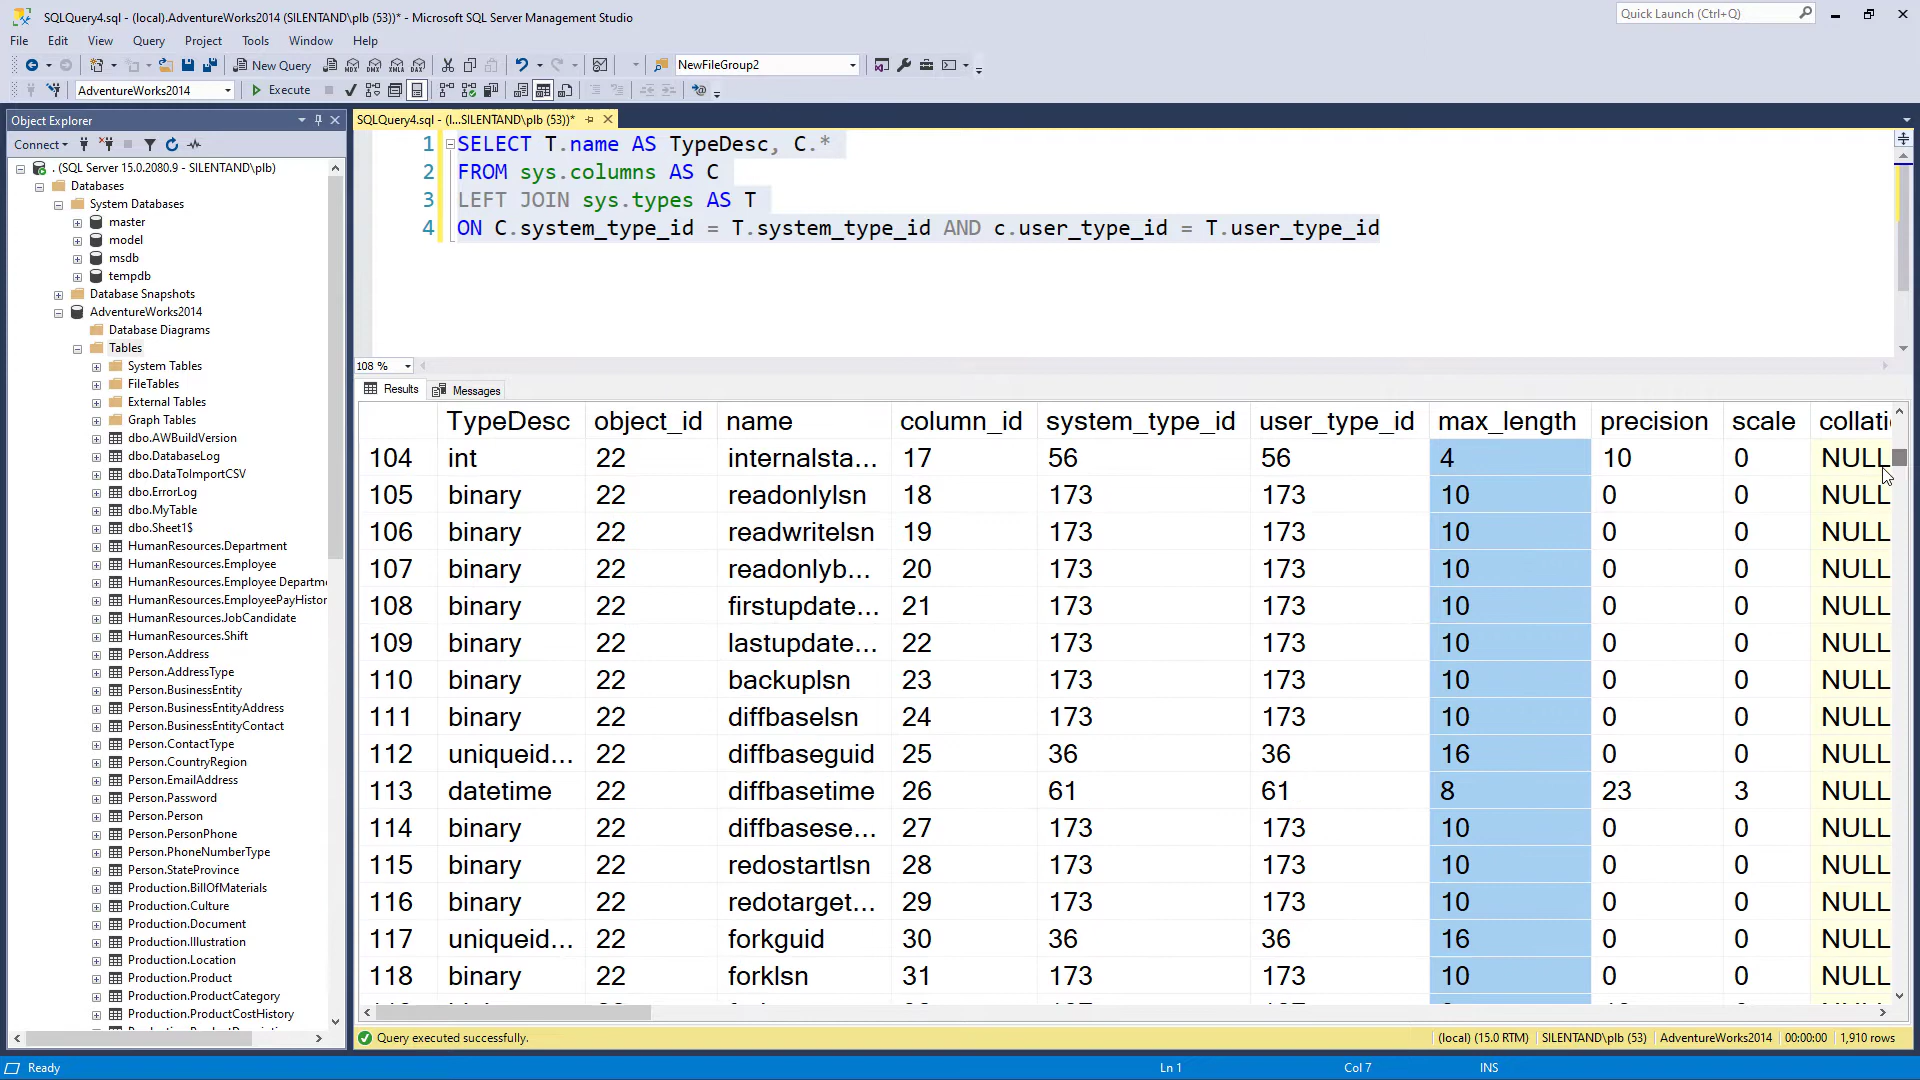 SQLQuery4.sql - (local).AdventureWorks2014 (SILENTAND\plb (53))* - Microsoft SQL Server Management Studio
Quick Launch (Ctrl+Q)
File Edit View Query Project Tools Window Help
New Query NewFileGroup2
AdventureWorks2014 Execute
Object Explorer
Connect
. (SQL Server 15.0.2080.9 - SILENTAND\plb)
Databases
System Databases
master
model
msdb
tempdb
Database Snapshots
AdventureWorks2014
Database Diagrams
Tables
System Tables
FileTables
External Tables
Graph Tables
dbo.AWBuildVersion
dbo.DatabaseLog
dbo.DataToImportCSV
dbo.ErrorLog
dbo.MyTable
dbo.Sheet1$
HumanResources.Department
HumanResources.Employee
HumanResources.Employee Departm
HumanResources.EmployeePayHistor
HumanResources.JobCandidate
HumanResources.Shift
Person.Address
Person.AddressType
Person.BusinessEntity
Person.BusinessEntityAddress
Person.BusinessEntityContact
Person.ContactType
Person.CountryRegion
Person.EmailAddress
Person.Password
Person.Person
Person.PersonPhone
Person.PhoneNumberType
Person.StateProvince
Production.BillOfMaterials
Production.Culture
Production.Document
Production.Illustration
Production.Location
Production.Product
Production.ProductCategory
Production.ProductCostHistory
SQLQuery4.sql - (l...SILENTAND\plb (53))*
1 SELECT T.name AS TypeDesc, C.*
2 FROM sys.columns AS C
3 LEFT JOIN sys.types AS T
4 ON C.system_type_id = T.system_type_id AND c.user_type_id = T.user_type_id
108 %
Results Messages
TypeDesc object_id name column_id system_type_id user_type_id max_length precision scale collati
104 int 22 internalsta... 17 56 56 4 10 0 NULL
105 binary 22 readonlylsn 18 173 173 10 0 0 NULL
106 binary 22 readwritelsn 19 173 173 10 0 0 NULL
107 binary 22 readonlyb... 20 173 173 10 0 0 NULL
108 binary 22 firstupdate... 21 173 173 10 0 0 NULL
109 binary 22 lastupdate... 22 173 173 10 0 0 NULL
110 binary 22 backuplsn 23 173 173 10 0 0 NULL
111 binary 22 diffbaselsn 24 173 173 10 0 0 NULL
112 uniqueid... 22 diffbaseguid 25 36 36 16 0 0 NULL
113 datetime 22 diffbasetime 26 61 61 8 23 3 NULL
114 binary 22 diffbasese... 27 173 173 10 0 0 NULL
115 binary 22 redostartlsn 28 173 173 10 0 0 NULL
116 binary 22 redotarget... 29 173 173 10 0 0 NULL
117 uniqueid... 22 forkguid 30 36 36 16 0 0 NULL
118 binary 22 forklsn 31 173 173 10 0 0 NULL
Query executed successfully. (local) (15.0 RTM) SILENTAND\plb (53) AdventureWorks2014 00:00:00 1,910 rows
Ready Ln 1 Col 7 INS